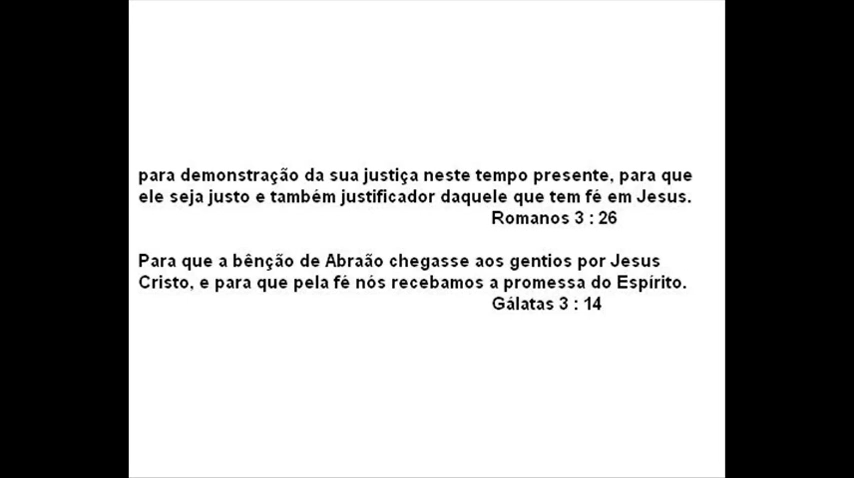 para demonstração da sua justiça neste tempo presente, para que
ele seja justo e também justificador daquele que tem fé em Jesus.
Romanos 3 : 26
Para que a bênção de Abraão chegasse aos gentios por Jesus
Cristo, e para que pela fé nós recebamos a promessa do Espírito.
Gálatas 3 : 14